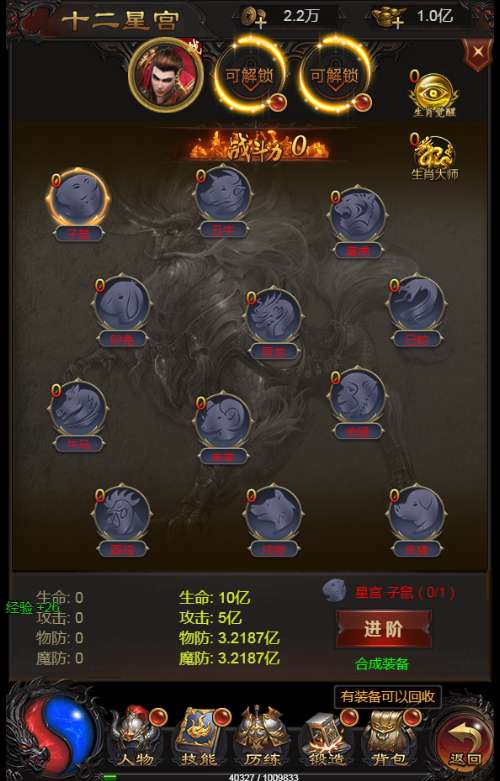 十二星宫
2.2万
1.0亿
战
可解锁
可解锁
0
生肖觉醒
战斗力 0
0
生肖大师
0
子鼠
0
丑牛
0
寅虎
0
卯兔
0
辰龙
0
巳蛇
0
午马
0
未羊
0
申猴
0
酉鸡
0
戌狗
0
亥猪
生命: 0
生命: 10亿
星宫 子鼠（0/1）
经验 +26
攻击: 0
攻击: 5亿
进阶
物防: 0
物防: 3.2187亿
魔防: 0
魔防: 3.2187亿
合成装备
有装备可以回收
人物
技能
历练
锻造
背包
返回
40327 / 1009833